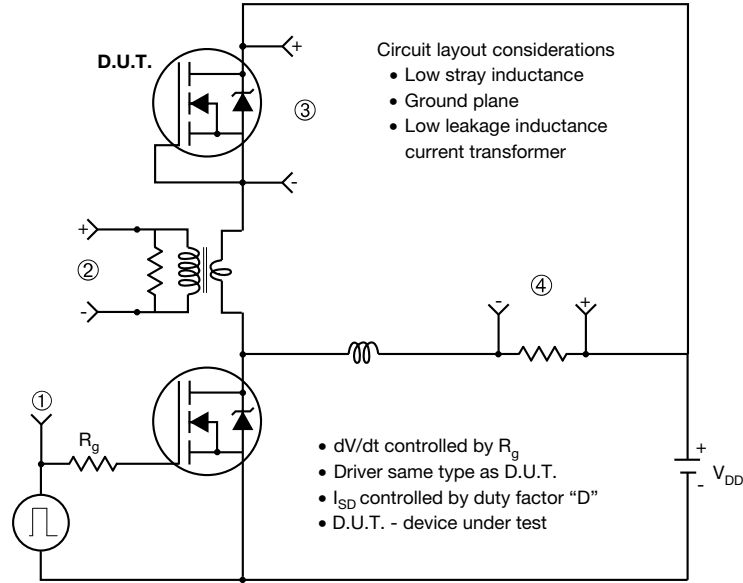 D.U.T.
+
③
-
Circuit layout considerations
• Low stray inductance
• Ground plane
• Low leakage inductance
current transformer
+
②
-
-
④
+
①
R_g
• dV/dt controlled by R_g
• Driver same type as D.U.T.
• I_SD controlled by duty factor “D”
• D.U.T. - device under test
+
-
V_DD